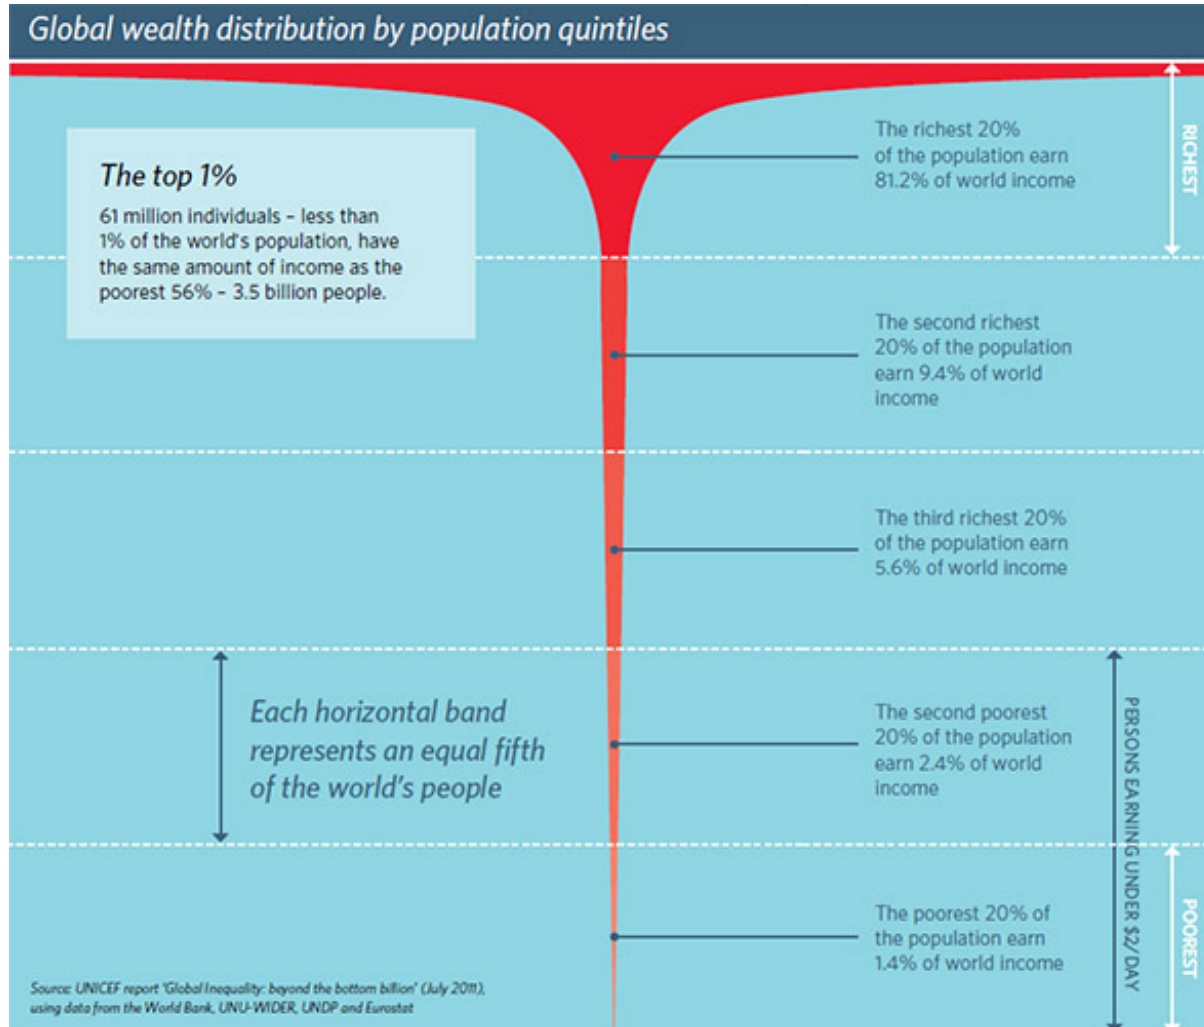 Global wealth distribution by population quintiles
The top 1%
61 million individuals – less than
1% of the world's population, have
the same amount of income as the
poorest 56% – 3.5 billion people.
The richest 20%
of the population earn
81.2% of world income
RICHEST
The second richest
20% of the population
earn 9.4% of world
income
The third richest 20%
of the population earn
5.6% of world income
Each horizontal band
represents an equal fifth
of the world's people
The second poorest
20% of the population
earn 2.4% of world
income
PERSONS EARNING UNDER $2/DAY
The poorest 20% of
the population earn
1.4% of world income
POOREST
Source: UNICEF report 'Global Inequality: beyond the bottom billion' (July 2011),
using data from the World Bank, UNU-WIDER, UNDP and Eurostat